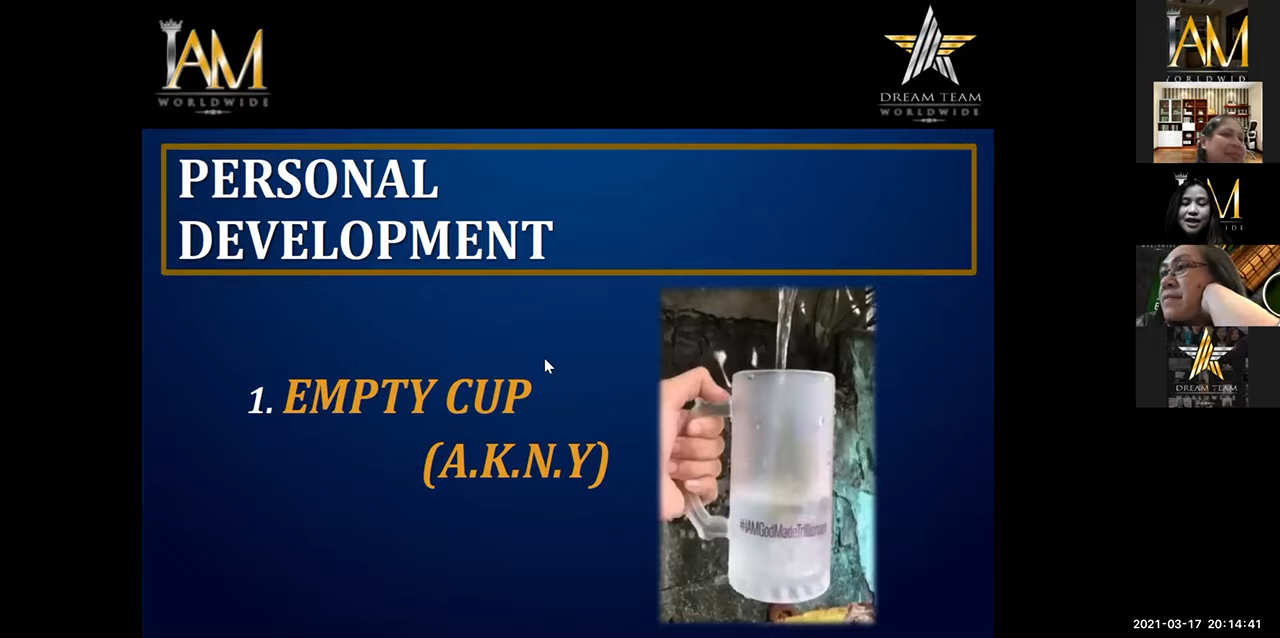 IAM
WORLDWIDE
DREAM TEAM
WORLDWIDE
PERSONAL
DEVELOPMENT
1. EMPTY CUP
(A.K.N.Y)
#IAMGodMadeTrillionaire
IAM
DREAM TEAM
WORLDWIDE
2021-03-17 20:14:41